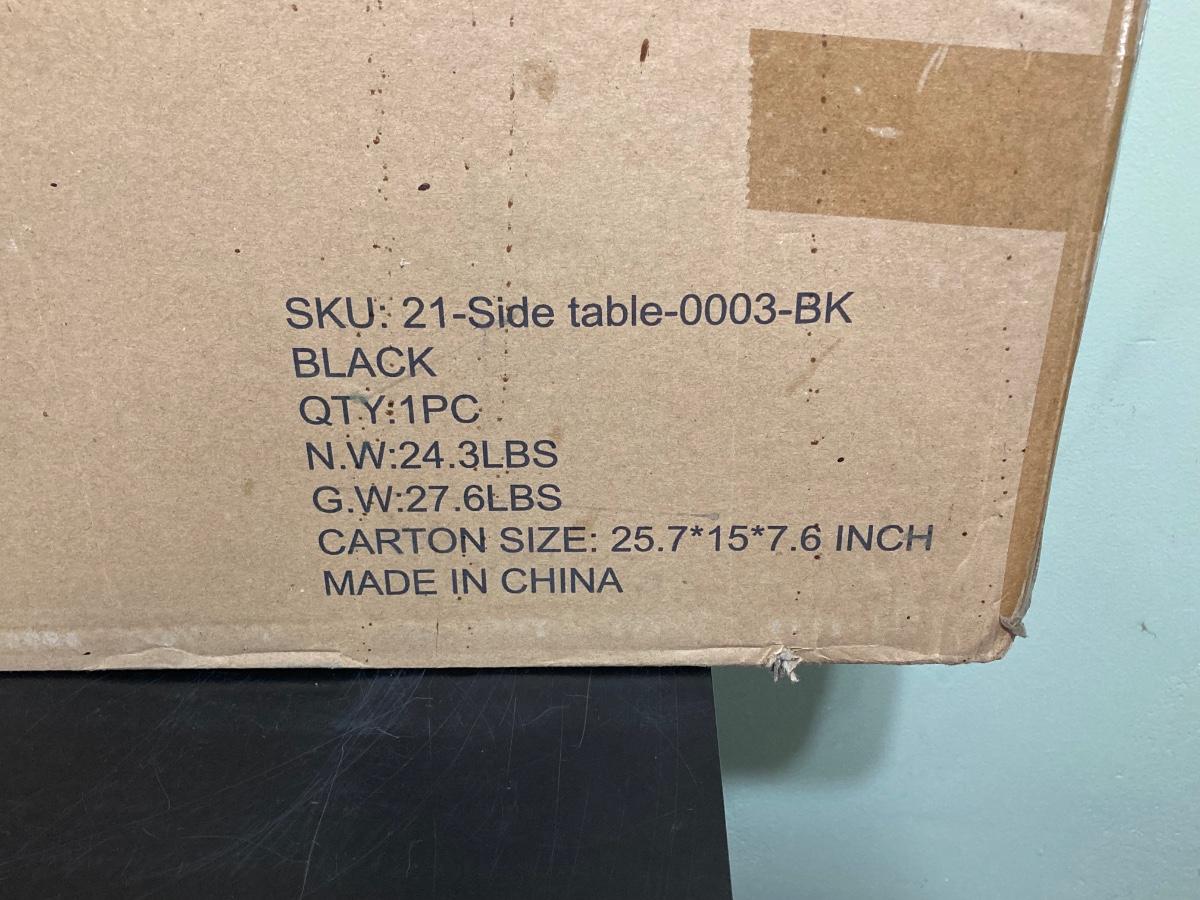 SKU: 21-Side table-0003-BK
BLACK
QTY:1PC
N.W:24.3LBS
G.W:27.6LBS
CARTON SIZE: 25.7*15*7.6 INCH
MADE IN CHINA